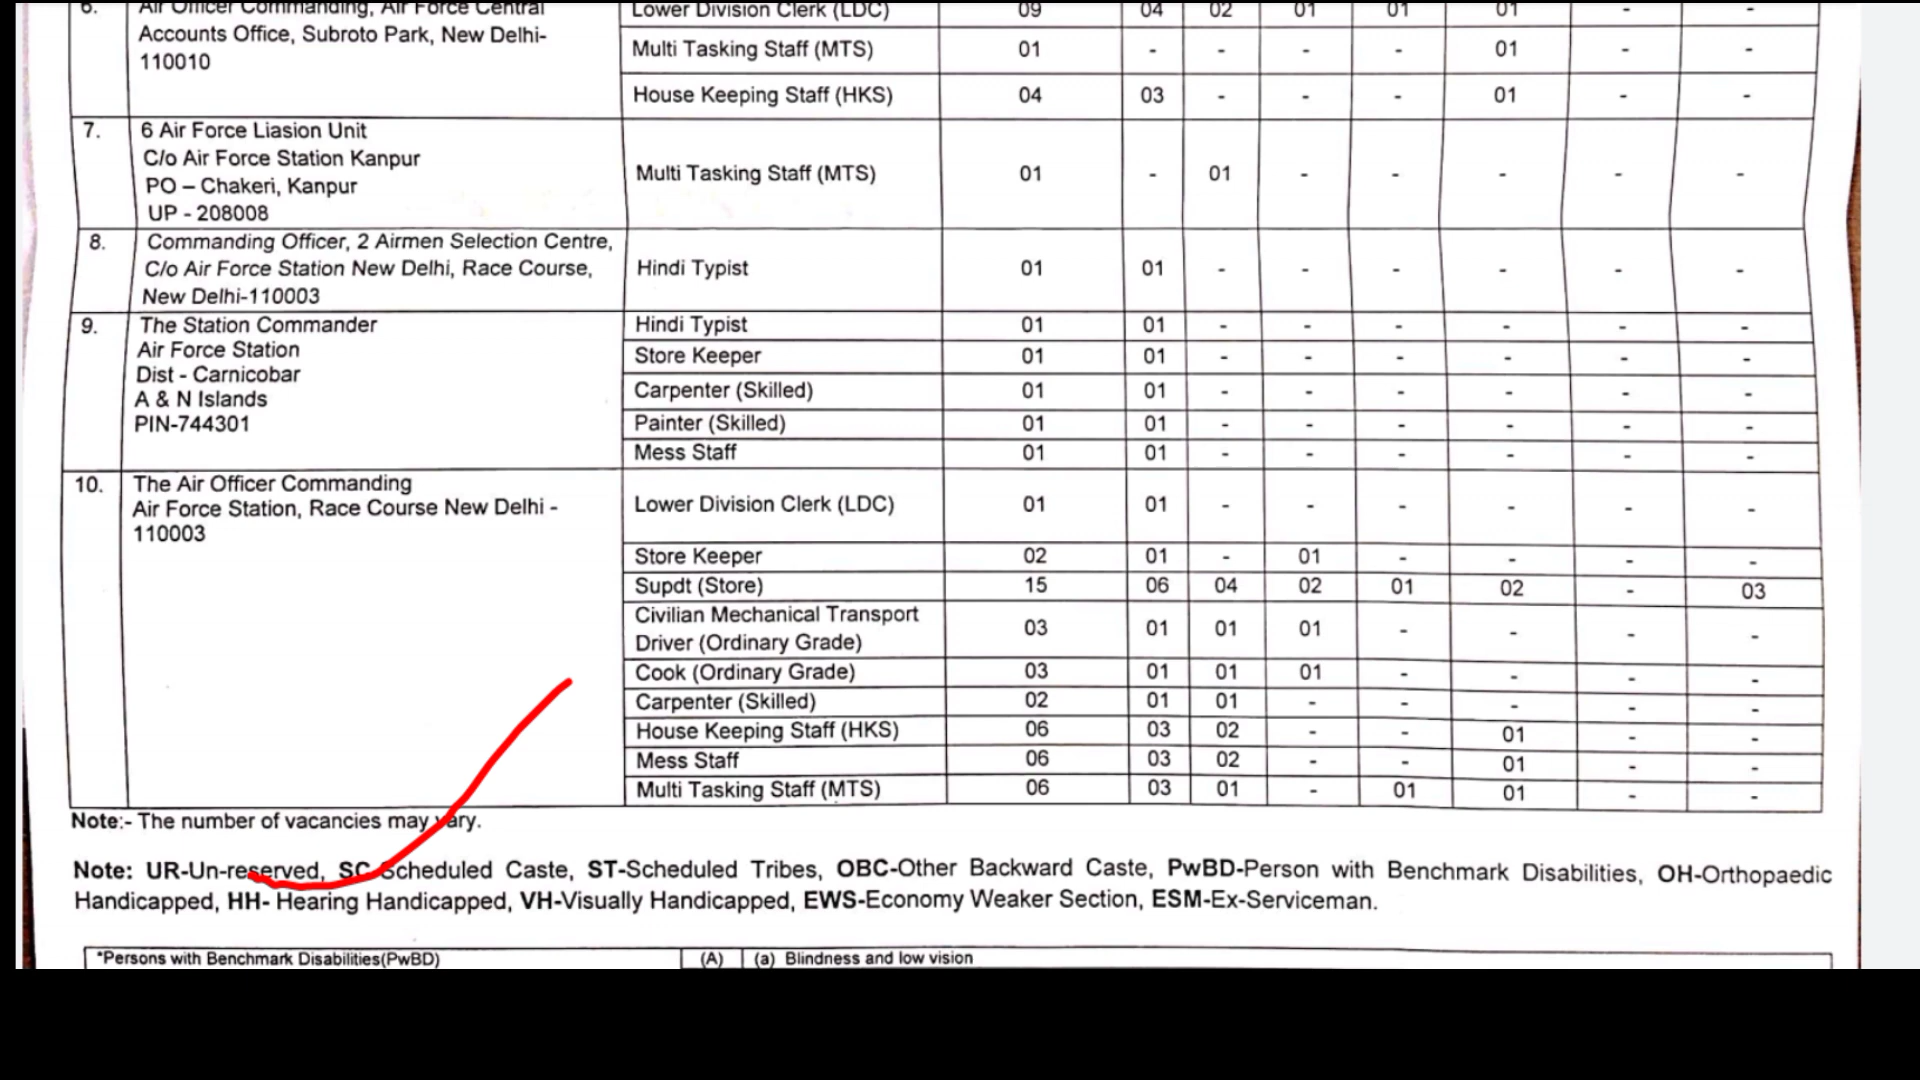 6. Air Officer Commanding, Air Force Central Lower Division Clerk (LDC) 09 04 02 01 01 01 - -
Accounts Office, Subroto Park, New Delhi-
110010
Multi Tasking Staff (MTS) 01 - - - - 01 - -
House Keeping Staff (HKS) 04 03 - - - 01 - -
7. 6 Air Force Liasion Unit
C/o Air Force Station Kanpur
PO – Chakeri, Kanpur
UP - 208008
Multi Tasking Staff (MTS) 01 - 01 - - - - -
8. Commanding Officer, 2 Airmen Selection Centre,
C/o Air Force Station New Delhi, Race Course,
New Delhi-110003
Hindi Typist 01 01 - - - - - -
9. The Station Commander
Air Force Station
Dist - Carnicobar
A & N Islands
PIN-744301
Hindi Typist 01 01 - - - - - -
Store Keeper 01 01 - - - - - -
Carpenter (Skilled) 01 01 - - - - - -
Painter (Skilled) 01 01 - - - - - -
Mess Staff 01 01 - - - - - -
10. The Air Officer Commanding
Air Force Station, Race Course New Delhi -
110003
Lower Division Clerk (LDC) 01 01 - - - - - -
Store Keeper 02 01 - 01 - - - -
Supdt (Store) 15 06 04 02 01 02 - 03
Civilian Mechanical Transport
Driver (Ordinary Grade) 03 01 01 01 - - - -
Cook (Ordinary Grade) 03 01 01 01 - - - -
Carpenter (Skilled) 02 01 01 - - - - -
House Keeping Staff (HKS) 06 03 02 - - 01 - -
Mess Staff 06 03 02 - - 01 - -
Multi Tasking Staff (MTS) 06 03 01 - 01 01 - -
Note:- The number of vacancies may vary.
Note: UR-Un-reserved, SC-Scheduled Caste, ST-Scheduled Tribes, OBC-Other Backward Caste, PwBD-Person with Benchmark Disabilities, OH-Orthopaedic
Handicapped, HH- Hearing Handicapped, VH-Visually Handicapped, EWS-Economy Weaker Section, ESM-Ex-Serviceman.
*Persons with Benchmark Disabilities(PwBD) (A) (a) Blindness and low vision